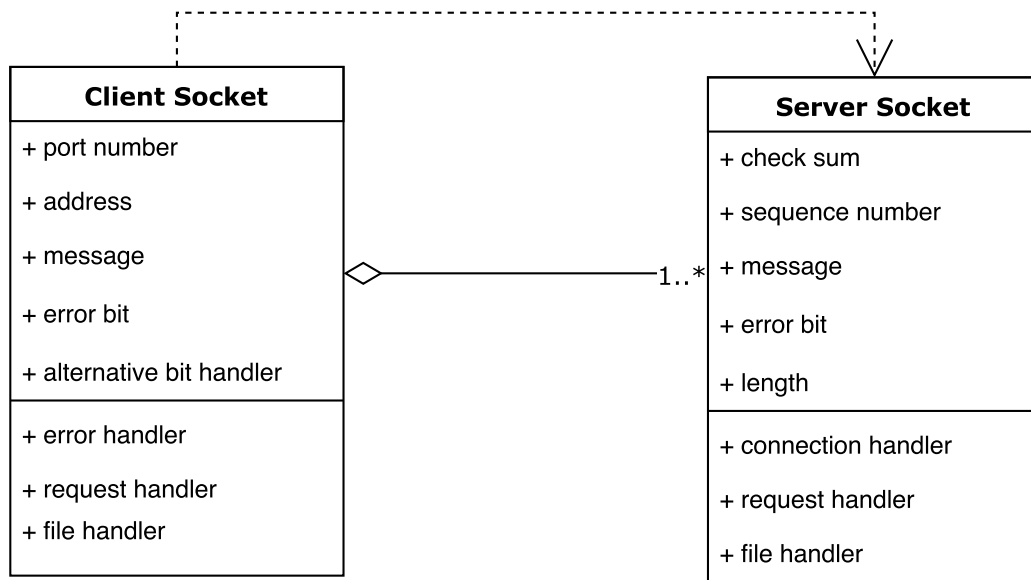 Client Socket
+ port number
+ address
+ message
+ error bit
+ alternative bit handler
+ error handler
+ request handler
+ file handler
1..*
Server Socket
+ check sum
+ sequence number
+ message
+ error bit
+ length
+ connection handler
+ request handler
+ file handler